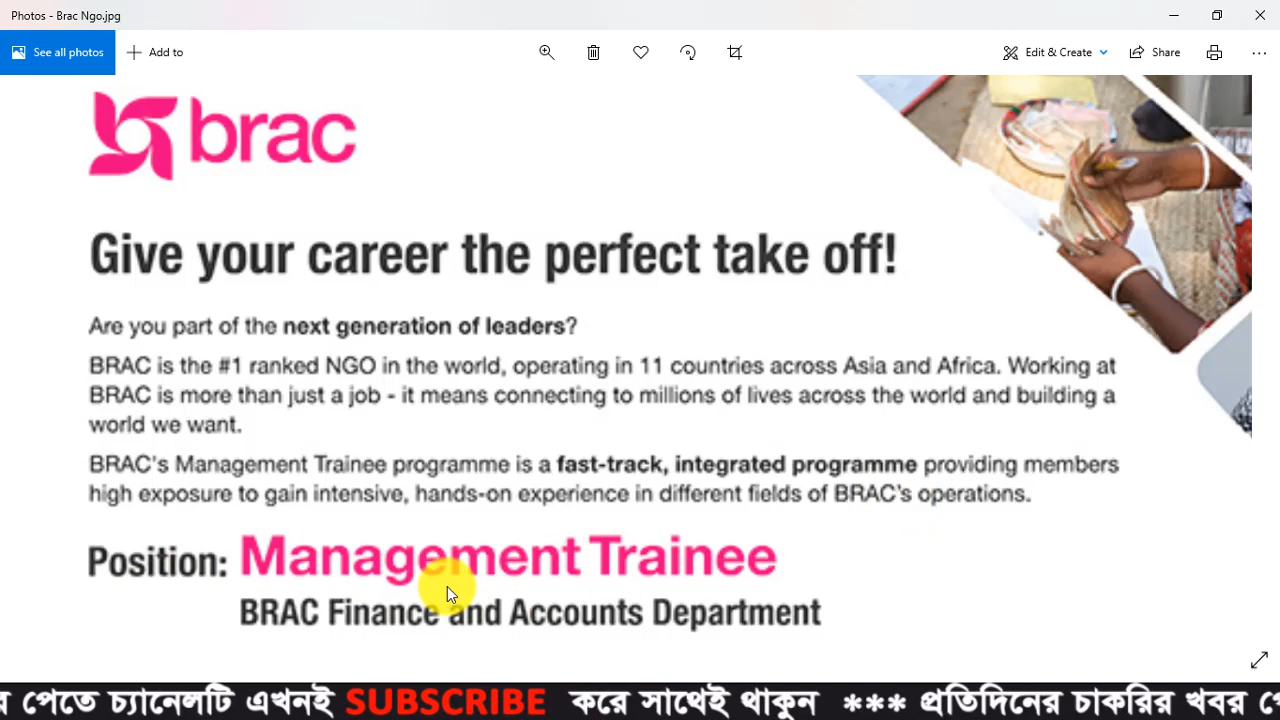 Photos - Brac Ngo.jpg
See all photos
Add to
Edit & Create
Share
brac
Give your career the perfect take off!
Are you part of the next generation of leaders?
BRAC is the #1 ranked NGO in the world, operating in 11 countries across Asia and Africa. Working at
BRAC is more than just a job - it means connecting to millions of lives across the world and building a
world we want.
BRAC's Management Trainee programme is a fast-track, integrated programme providing members
high exposure to gain intensive, hands-on experience in different fields of BRAC's operations.
Position: Management Trainee
BRAC Finance and Accounts Department
পেতে চ্যানেলটি এখনই SUBSCRIBE করে সাথেই থাকুন *** প্রতিদিনের চাকরির খবর